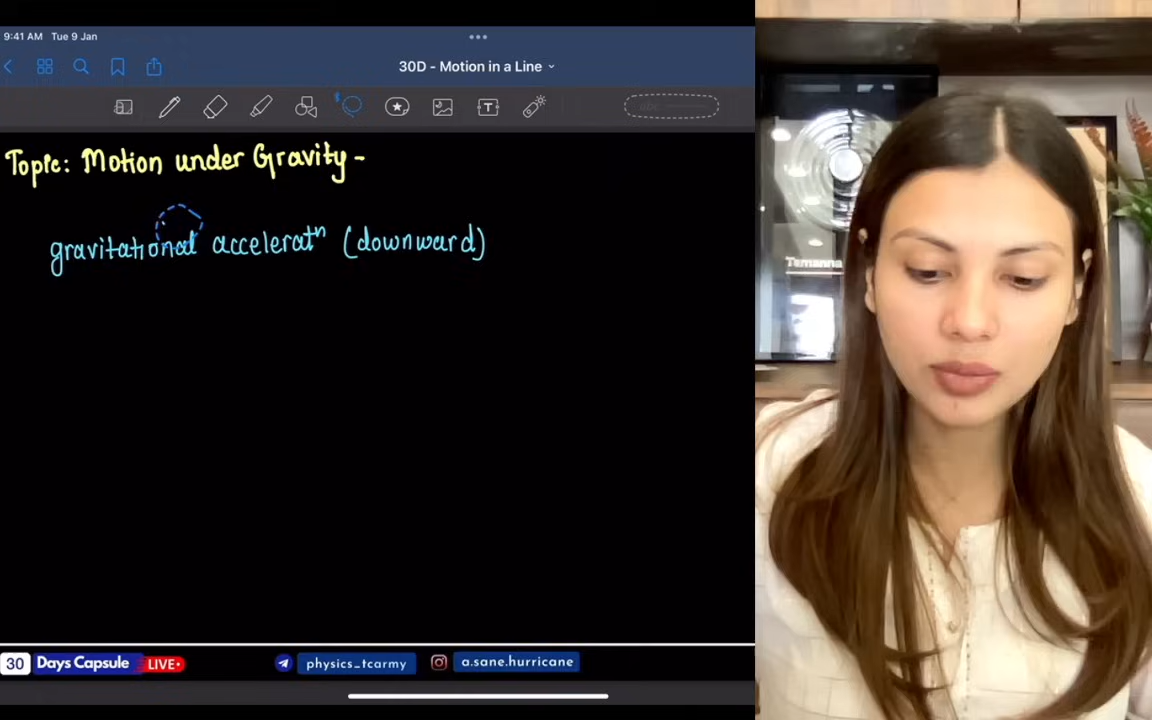 9:41 AM Tue 9 Jan
30D - Motion in a Line
T
Topic: Motion under Gravity -
gravitational acceleratⁿ (downward)
Temanna
30 Days Capsule LIVE
physics_tcarmy
a.sane.hurricane